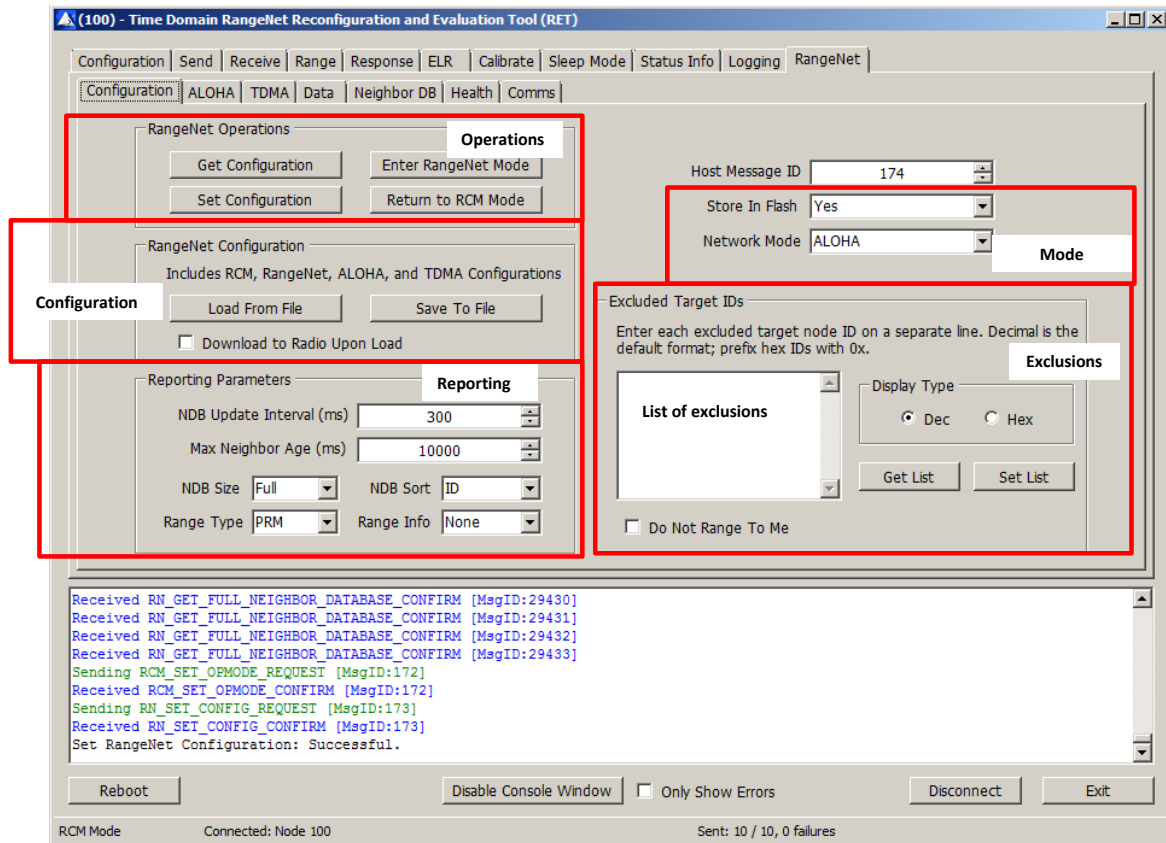 (100) - Time Domain RangeNet Reconfiguration and Evaluation Tool (RET)
Configuration Send Receive Range Response ELR Calibrate Sleep Mode Status Info Logging RangeNet
Configuration ALOHA TDMA Data Neighbor DB Health Comms
RangeNet Operations
Operations
Get Configuration Enter RangeNet Mode
Set Configuration Return to RCM Mode
Host Message ID 174
Store In Flash Yes
Network Mode ALOHA
Mode
RangeNet Configuration
Includes RCM, RangeNet, ALOHA, and TDMA Configurations
Configuration
Load From File Save To File
Download to Radio Upon Load
Excluded Target IDs
Enter each excluded target node ID on a separate line. Decimal is the
default format; prefix hex IDs with 0x.
Exclusions
List of exclusions
Display Type
Dec Hex
Get List Set List
Do Not Range To Me
Reporting Parameters
Reporting
NDB Update Interval (ms) 300
Max Neighbor Age (ms) 10000
NDB Size Full NDB Sort ID
Range Type PRM Range Info None
Received RN_GET_FULL_NEIGHBOR_DATABASE_CONFIRM [MsgID:29430]
Received RN_GET_FULL_NEIGHBOR_DATABASE_CONFIRM [MsgID:29431]
Received RN_GET_FULL_NEIGHBOR_DATABASE_CONFIRM [MsgID:29432]
Received RN_GET_FULL_NEIGHBOR_DATABASE_CONFIRM [MsgID:29433]
Sending RCM_SET_OPMODE_REQUEST [MsgID:172]
Received RCM_SET_OPMODE_CONFIRM [MsgID:172]
Sending RN_SET_CONFIG_REQUEST [MsgID:173]
Received RN_SET_CONFIG_CONFIRM [MsgID:173]
Set RangeNet Configuration: Successful.
Reboot Disable Console Window Only Show Errors Disconnect Exit
RCM Mode Connected: Node 100 Sent: 10 / 10, 0 failures